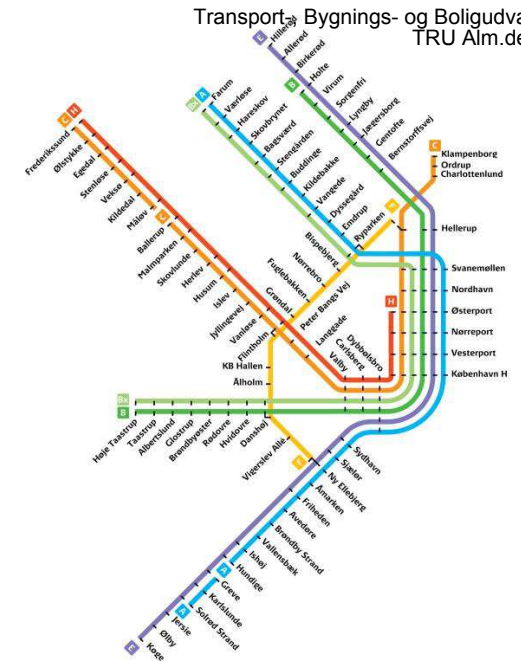 Transport-, Bygnings- og Boligudva
TRU Alm.de
E
Hillerød
Allerød
Birkerød
B
Holte
Virum
Sorgenfri
Lyngby
Jægersborg
Gentofte
Bernstorffsvej
Bx
A
Farum
Værløse
Hareskov
Skovbrynet
Bagsværd
Stengården
Buddinge
Kildebakke
Vangede
Dyssegård
Emdrup
Ryparken
C
Klampenborg
Ordrup
Charlottenlund
Hellerup
C
H
Frederikssund
Ølstykke
Egedal
Stenløse
Veksø
Kildedal
Måløv
C
Ballerup
Malmparken
Skovlunde
Herlev
Husum
Islev
Jyllingevej
Vanløse
Flintholm
KB Hallen
Ålholm
F
Bispebjerg
Nørrebro
Fuglebakken
Grøndal
Peter Bangs Vej
Langgade
Valby
Carlsberg
Dybbølsbro
H
Svanemøllen
Nordhavn
Østerport
Nørreport
Vesterport
København H
Bx
B
Høje Taastrup
Taastrup
Albertslund
Glostrup
Brøndbyøster
Rødovre
Hvidovre
Danshøj
Vigerslev Allé
F
Sydhavn
Sjælør
Ny Ellebjerg
Åmarken
Friheden
Avedøre
Brøndby Strand
Vallensbæk
Ishøj
Hundige
A
Greve
Karlslunde
Solrød Strand
A
Jersie
Ølby
Køge
E